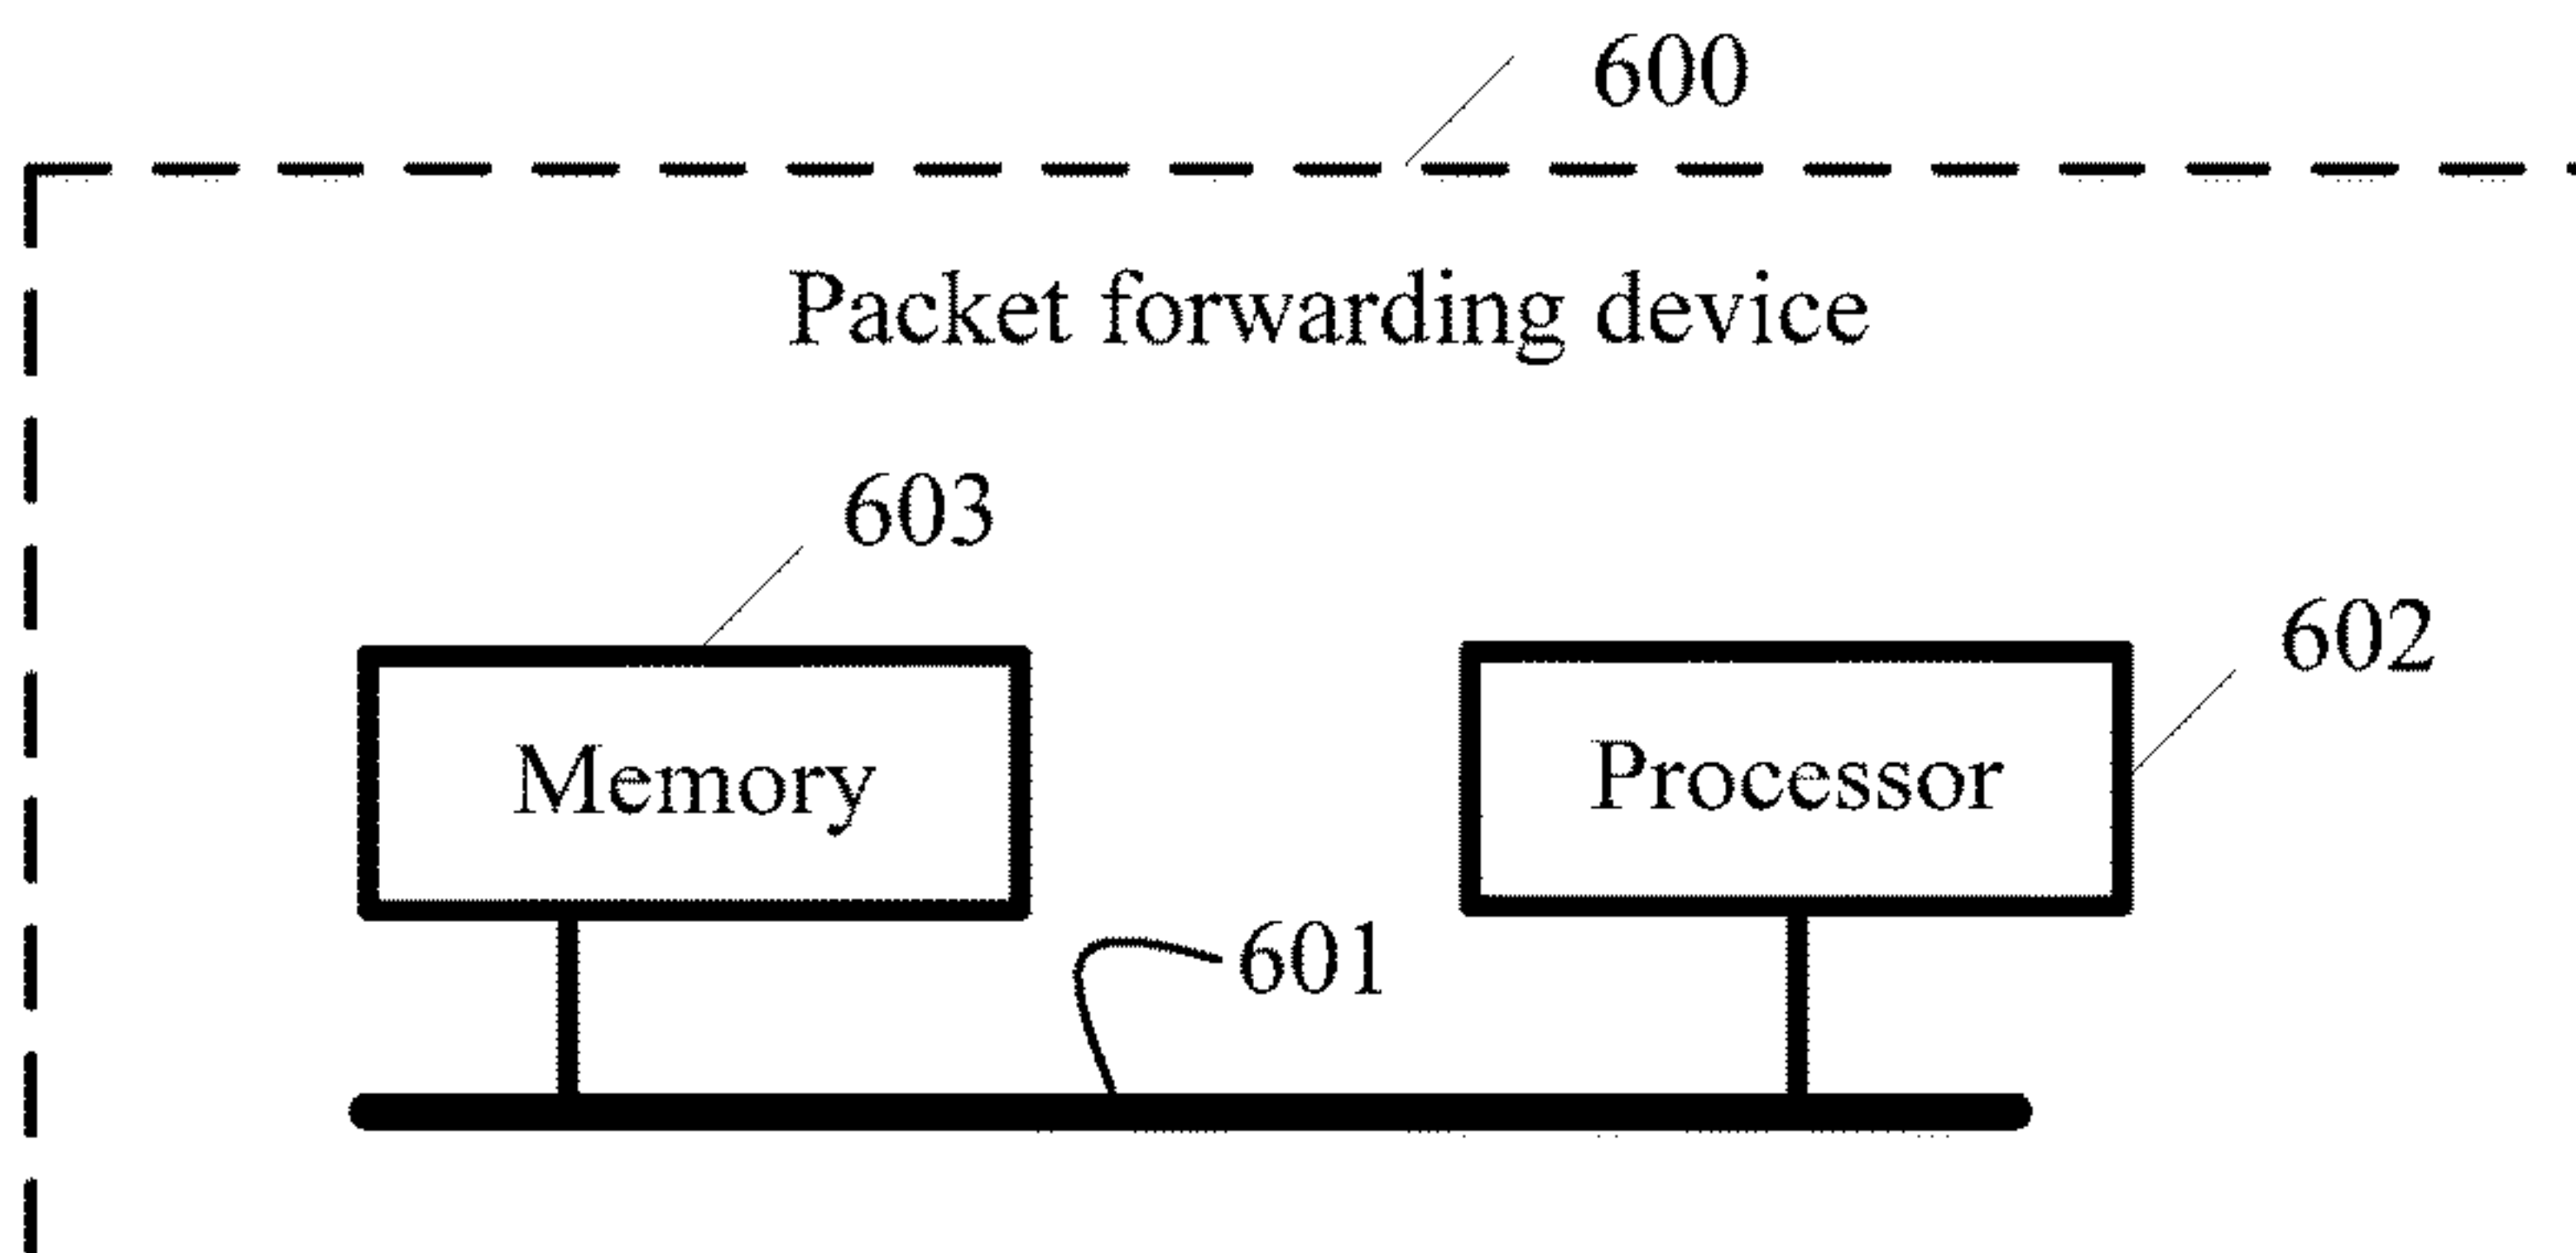 600
Packet forwarding device
603
602
Memory
Processor
601